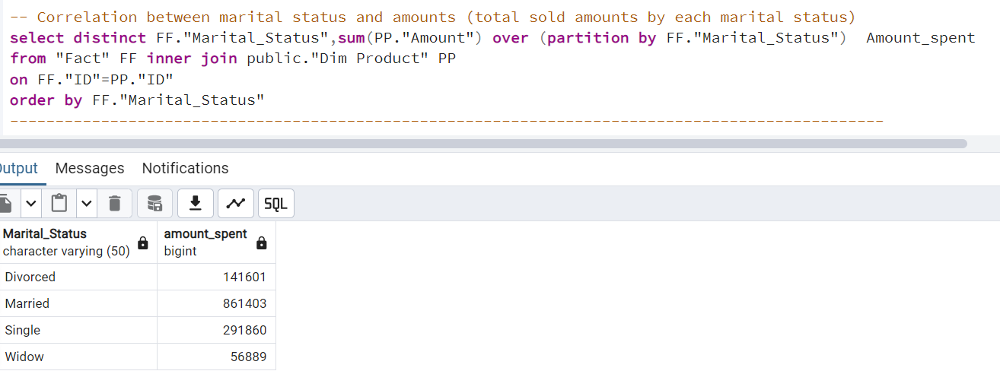 -- Correlation between marital status and amounts (total sold amounts by each marital status)
select distinct FF."Marital_Status",sum(PP."Amount") over (partition by FF."Marital_Status")  Amount_spent
from "Fact" FF inner join public."Dim Product" PP
on FF."ID"=PP."ID"
order by FF."Marital_Status"
------------------------------------------------------------------------------------------------
Output Messages Notifications
SQL
Marital_Status amount_spent
character varying (50) bigint
Divorced 141601
Married 861403
Single 291860
Widow 56889